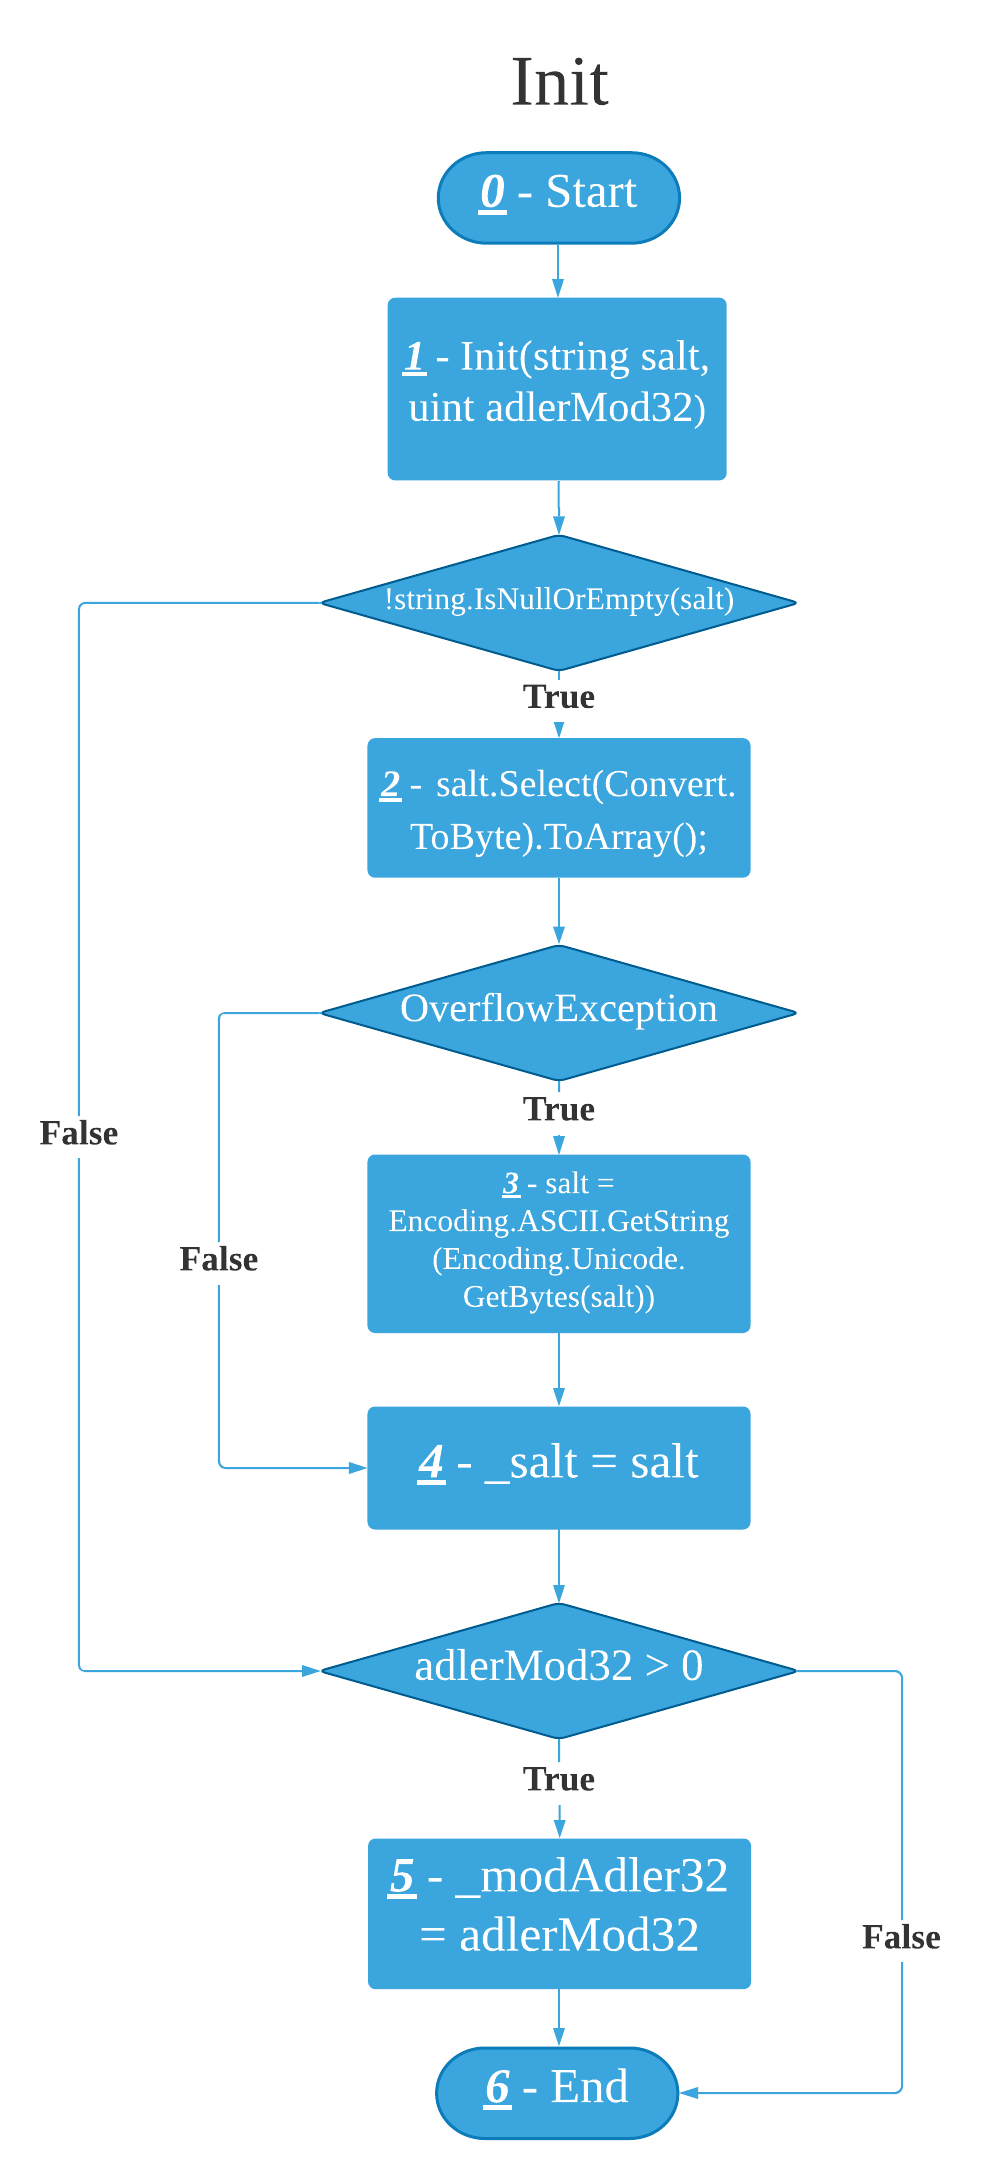 Init
0 - Start
1 - Init(string salt,
uint adlerMod32)
!string.IsNullOrEmpty(salt)
True
2 - salt.Select(Convert.
ToByte).ToArray();
OverflowException
True
False
3 - salt =
Encoding.ASCII.GetString
(Encoding.Unicode.
GetBytes(salt))
False
4 - _salt = salt
adlerMod32 > 0
True
5 - _modAdler32
= adlerMod32
False
6 - End